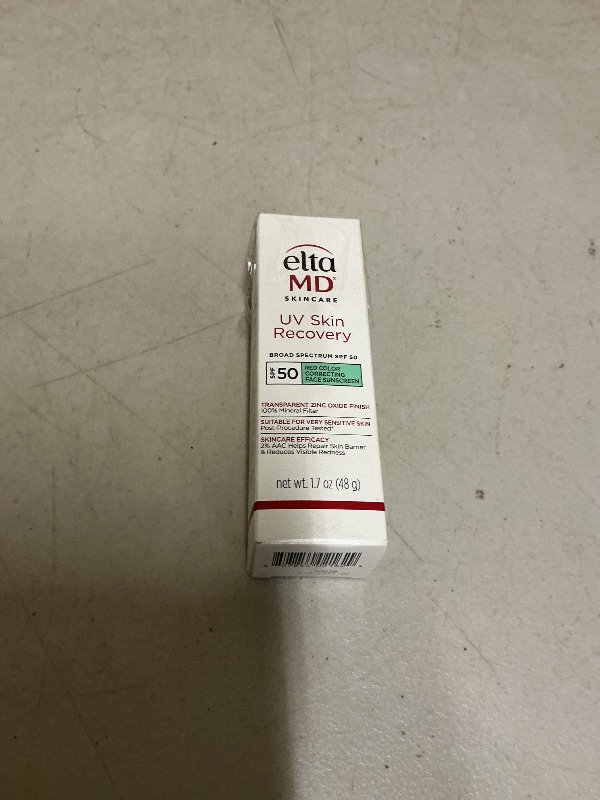 elta
MD®
SKINCARE
UV Skin
Recovery
BROAD SPECTRUM SPF 50
SPF 50
RED COLOR
CORRECTING
FACE SUNSCREEN
TRANSPARENT ZINC OXIDE FINISH
100% Mineral Filter
SUITABLE FOR VERY SENSITIVE SKIN
Post-Procedure Tested*
SKINCARE EFFICACY
2% AAC Helps Repair Skin Barrier
& Reduces Visible Redness
net wt. 1.7 oz (48 g)